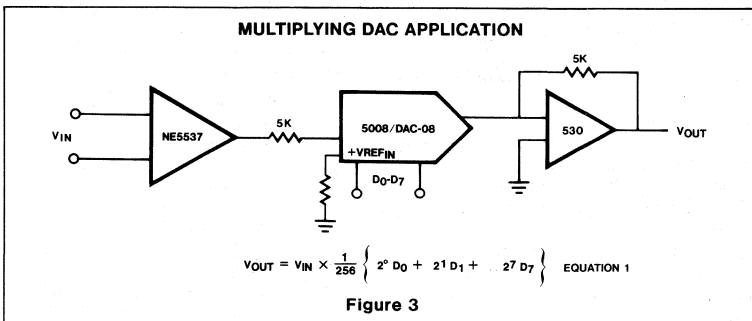 MULTIPLYING DAC APPLICATION
5K
VIN
NE5537
5K
5008/DAC-08
530
VOUT
+VREFIN
D0-D7
VOUT = VIN × 1/256 { 2° D0 + 21 D1 + . . 27 D7 } EQUATION 1
Figure 3